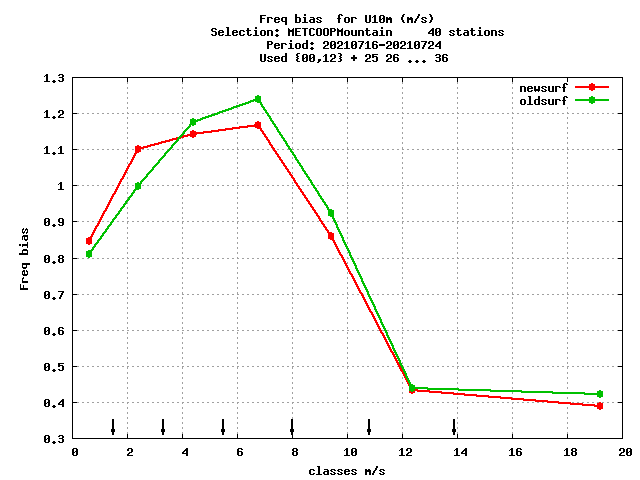 Freq bias  for U10m (m/s)
Selection: METCOOPMountain     40 stations
Period: 20210716-20210724
Used {00,12} + 25 26 ... 36
newsurf
oldsurf
1.3
1.2
1.1
1
0.9
0.8
0.7
0.6
0.5
0.4
0.3
Freq bias
0 2 4 6 8 10 12 14 16 18 20
classes m/s